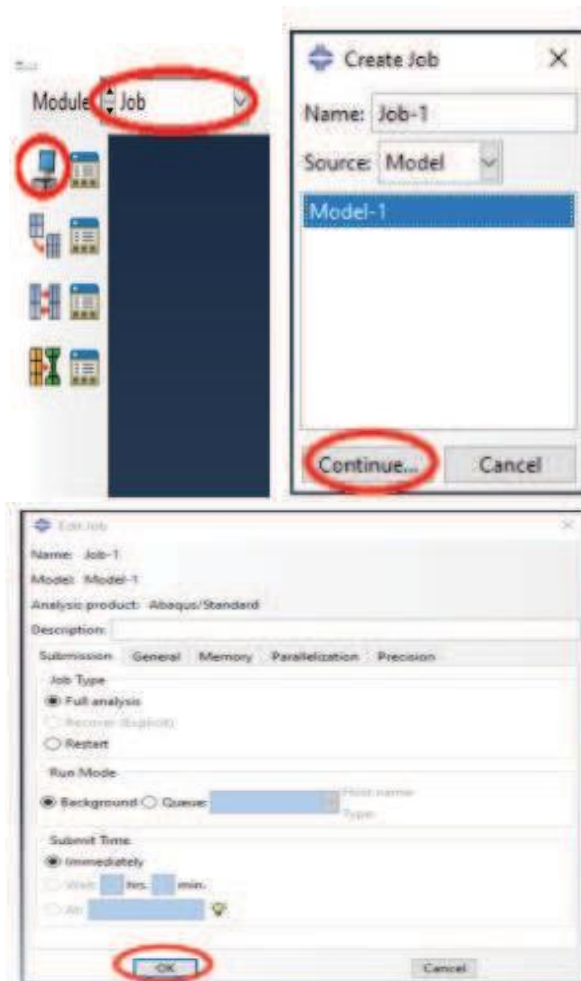 Module: Job
Create Job
Name: Job-1
Source: Model
Model-1
Continue...
Cancel
Edit Job
Name: Job-1
Model: Model-1
Analysis product: Abaqus/Standard
Description:
Submission General Memory Parallelization Precision
Job Type
Full analysis
Recover (Explicit)
Restart
Run Mode
Background Queue: Host name:
Type:
Submit Time
Immediately
Wait: hrs. min.
At:
OK Cancel